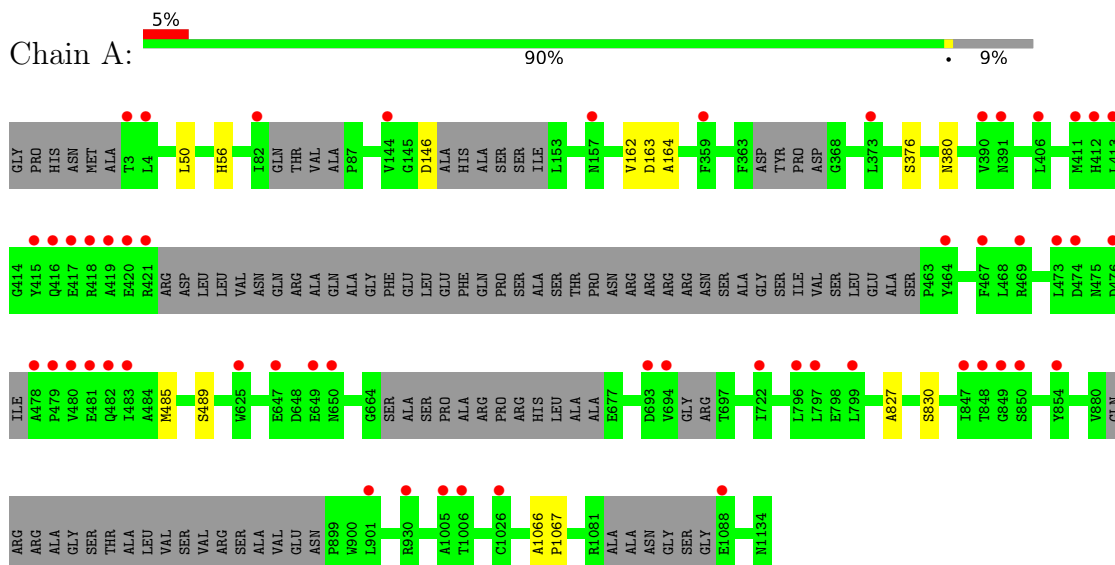 5%
Chain A:
90% • 9%
GLY PRO HIS ASN MET ALA T3 L4 L50 H56 I82 GLN THR VAL ALA P87 V144 G145 D146 ALA HIS ALA SER SER ILE L153 N157 V162 D163 A164 F359 F363 ASP TYR PRO ASP G368 L373 S376 N380 V390 N391 L406 M411 H412 L413
G414 Y415 Q416 E417 R418 A419 E420 R421 ARG ASP LEU LEU VAL ASN GLN ARG ALA GLN ALA GLY PHE GLU LEU GLU PHE GLN PRO SER ALA SER THR PRO ASN ARG ARG ARG ARG ASN SER ALA GLY SER ILE VAL SER LEU GLU ALA SER P463 Y464 F467 L468 R469 L473 D474 N475 D476
ILE A478 P479 V480 E481 Q482 I483 A484 M485 S489 W625 E647 D648 E649 N650 G664 SER ALA SER PRO ALA ARG PRO ARG HIS LEU ALA ALA E677 D693 V694 GLY ARG T697 I722 L796 L797 E798 L799 A827 S830 I847 T848 G849 S850 Y854 V880 GLN
ARG ARG ALA GLY SER THR ALA LEU VAL SER VAL ARG SER ALA VAL GLU ASN P899 W900 L901 R930 A1005 T1006 C1026 A1066 P1067 R1081 ALA ALA ASN GLY SER GLY E1088 N1134